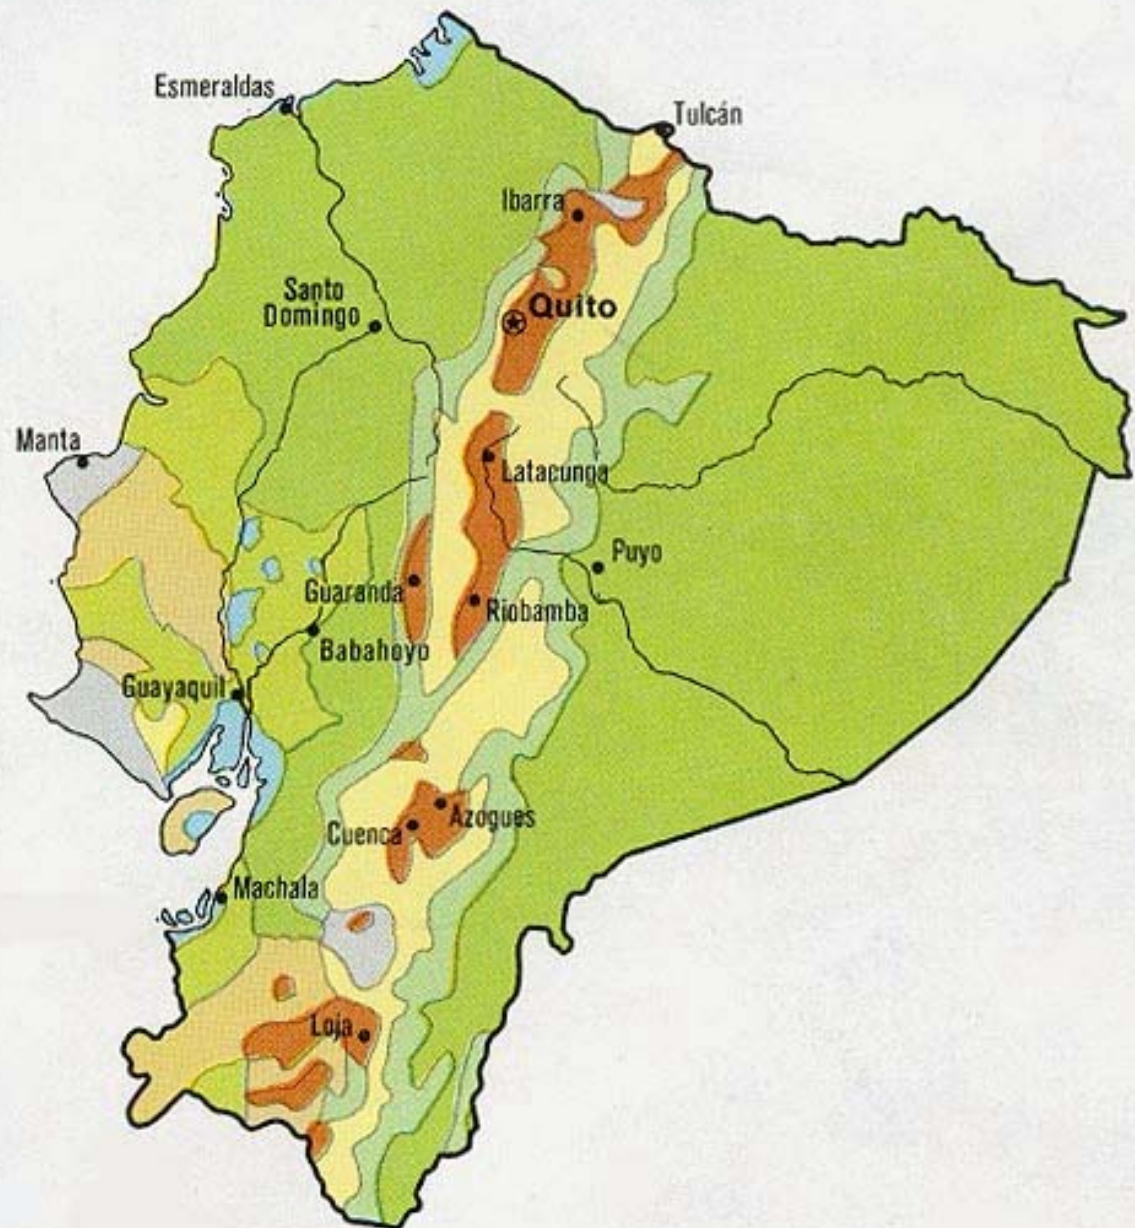 Esmeraldas
Tulcán
Ibarra
Santo
Domingo
Quito
Manta
Latacunga
Puyo
Guaranda
Riobamba
Babahoyo
Guayaquil
Azogues
Cuenca
Machala
Loja